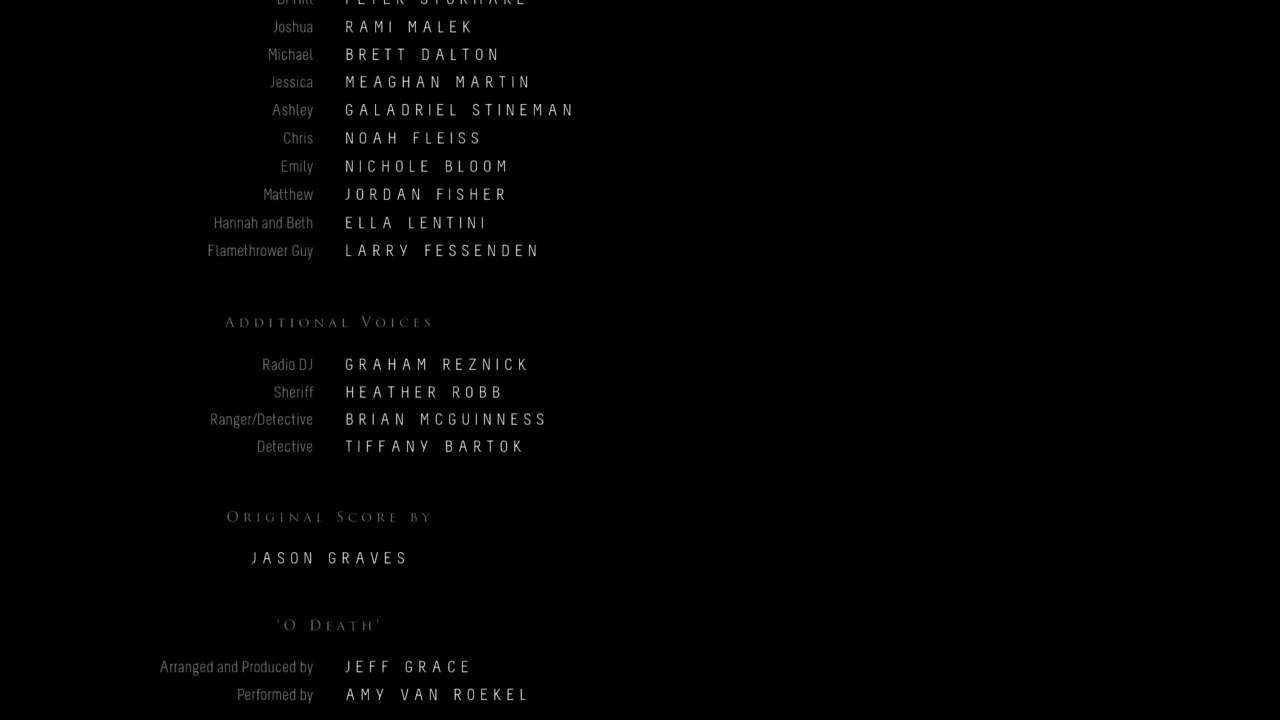 Joshua RAMI MALEK
Michael BRETT DALTON
Jessica MEAGHAN MARTIN
Ashley GALADRIEL STINEMAN
Chris NOAH FLEISS
Emily NICHOLE BLOOM
Matthew JORDAN FISHER
Hannah and Beth ELLA LENTINI
Flamethrower Guy LARRY FESSENDEN
ADDITIONAL VOICES
Radio DJ GRAHAM REZNICK
Sheriff HEATHER ROBB
Ranger/Detective BRIAN MCGUINNESS
Detective TIFFANY BARTOK
ORIGINAL SCORE BY
JASON GRAVES
'O DEATH'
Arranged and Produced by JEFF GRACE
Performed by AMY VAN ROEKEL